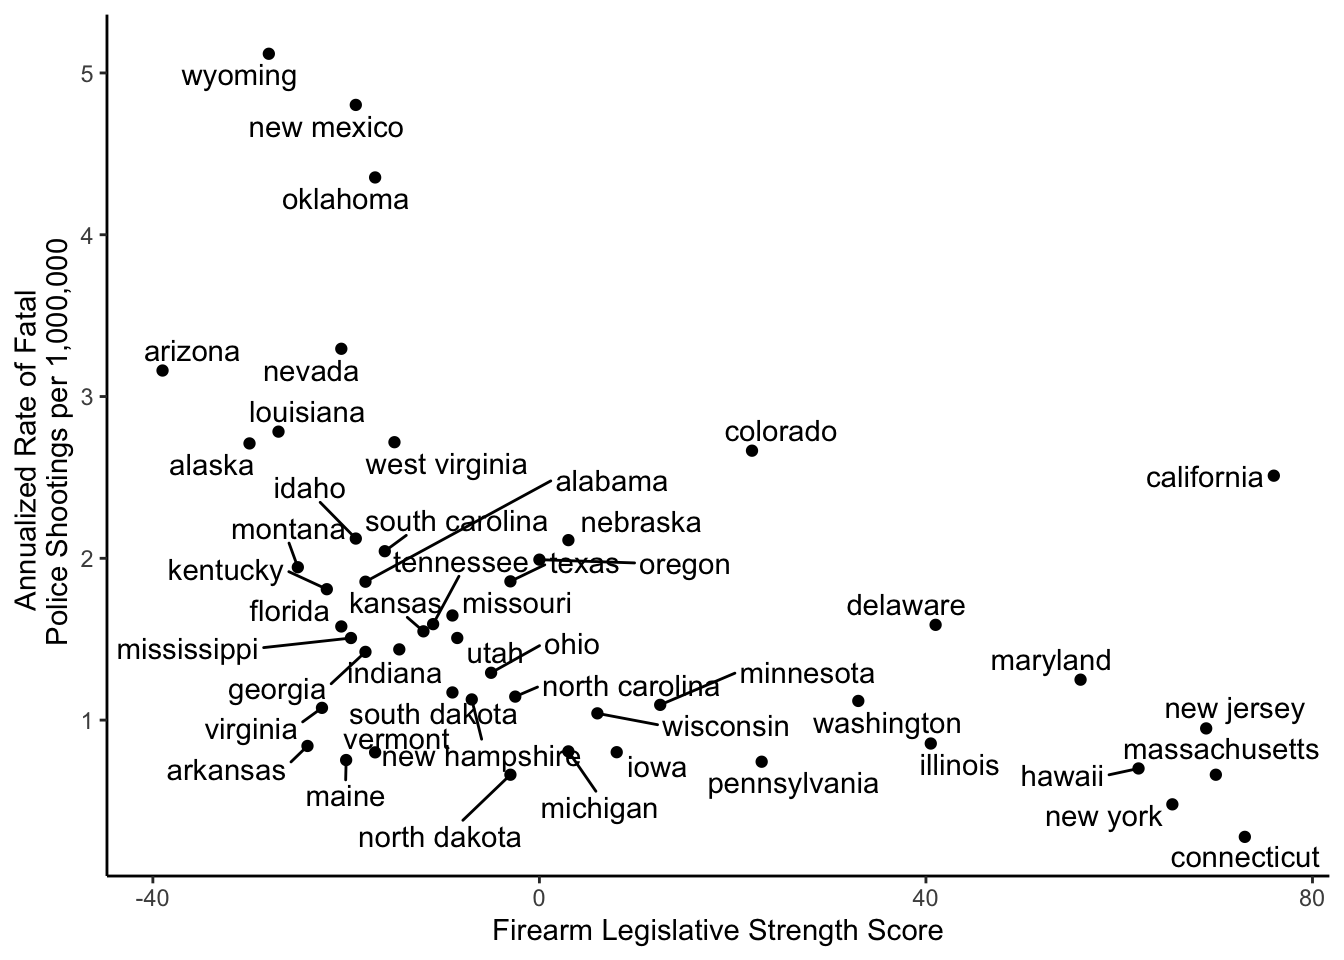 5
4
3
2
1
Annualized Rate of Fatal
Police Shootings per 1,000,000
wyoming
new mexico
oklahoma
arizona
nevada
louisiana
colorado
alaska
west virginia
california
idaho
alabama
montana
south carolina
nebraska
kentucky
tennessee
texas
oregon
florida
kansas
missouri
delaware
mississippi
utah
ohio
maryland
indiana
minnesota
georgia
north carolina
new jersey
virginia
south dakota
wisconsin
washington
vermont
massachusetts
arkansas
new hampshire
iowa
illinois
hawaii
maine
pennsylvania
michigan
new york
north dakota
connecticut
-40
0
40
80
Firearm Legislative Strength Score